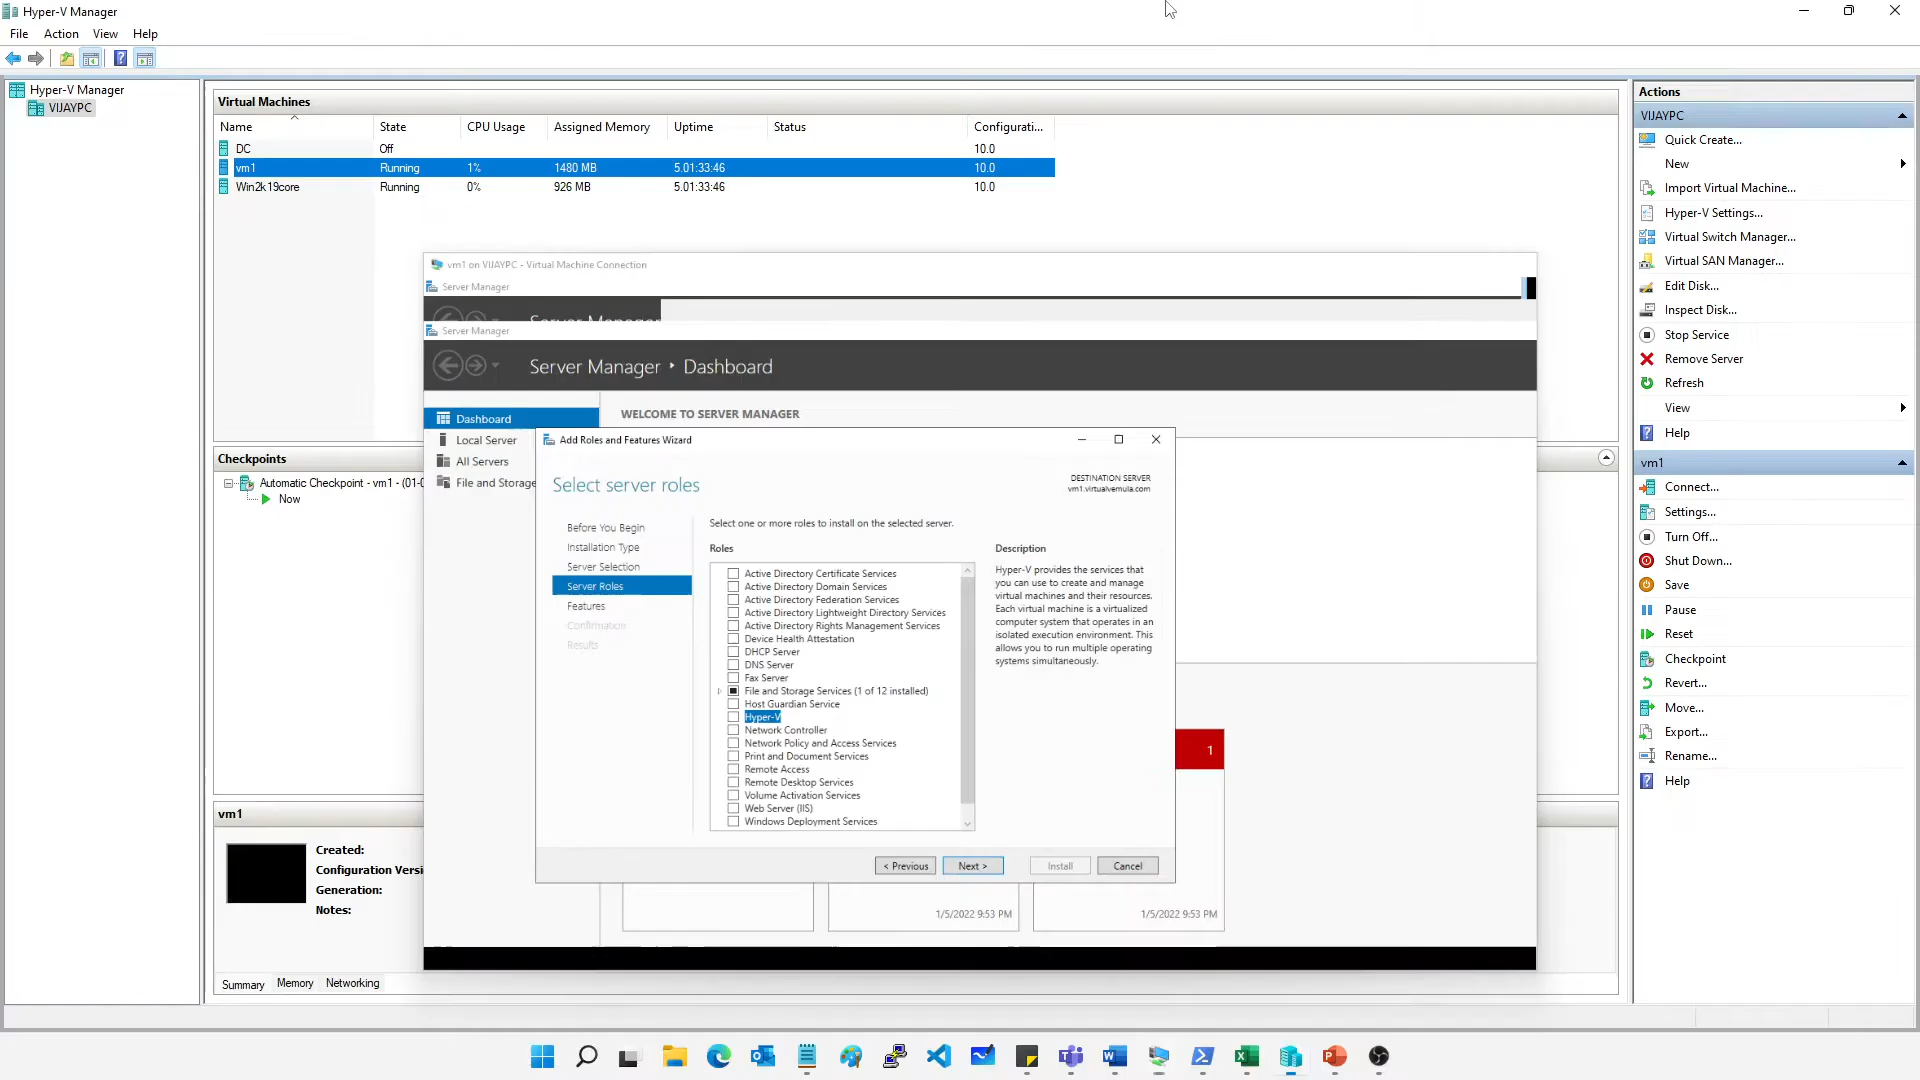 Hyper-V Manager
File Action View Help
Hyper-V Manager
VIJAYPC
Virtual Machines
Name State CPU Usage Assigned Memory Uptime Status Configurati...
DC Off 10.0
vm1 Running 1% 1480 MB 5.01:33:46 10.0
Win2k19core Running 0% 926 MB 5.01:33:46 10.0
Checkpoints
Automatic Checkpoint - vm1 - (01-0
Now
vm1
Created:
Configuration Versi
Generation:
Notes:
Summary Memory Networking
vm1 on VIJAYPC - Virtual Machine Connection
Server Manager
Server Manager
Server Manager
Server Manager ‣ Dashboard
Dashboard
Local Server
All Servers
File and Storage
WELCOME TO SERVER MANAGER
Add Roles and Features Wizard
Select server roles
DESTINATION SERVER
vm1.virtualvemula.com
Before You Begin
Installation Type
Server Selection
Server Roles
Features
Confirmation
Results
Select one or more roles to install on the selected server.
Roles
Active Directory Certificate Services
Active Directory Domain Services
Active Directory Federation Services
Active Directory Lightweight Directory Services
Active Directory Rights Management Services
Device Health Attestation
DHCP Server
DNS Server
Fax Server
File and Storage Services (1 of 12 installed)
Host Guardian Service
Hyper-V
Network Controller
Network Policy and Access Services
Print and Document Services
Remote Access
Remote Desktop Services
Volume Activation Services
Web Server (IIS)
Windows Deployment Services
Description
Hyper-V provides the services that
you can use to create and manage
virtual machines and their resources.
Each virtual machine is a virtualized
computer system that operates in an
isolated execution environment. This
allows you to run multiple operating
systems simultaneously.
< Previous Next > Install Cancel
1
1/5/2022 9:53 PM
1/5/2022 9:53 PM
Actions
VIJAYPC
Quick Create...
New
Import Virtual Machine...
Hyper-V Settings...
Virtual Switch Manager...
Virtual SAN Manager...
Edit Disk...
Inspect Disk...
Stop Service
Remove Server
Refresh
View
Help
vm1
Connect...
Settings...
Turn Off...
Shut Down...
Save
Pause
Reset
Checkpoint
Revert...
Move...
Export...
Rename...
Help